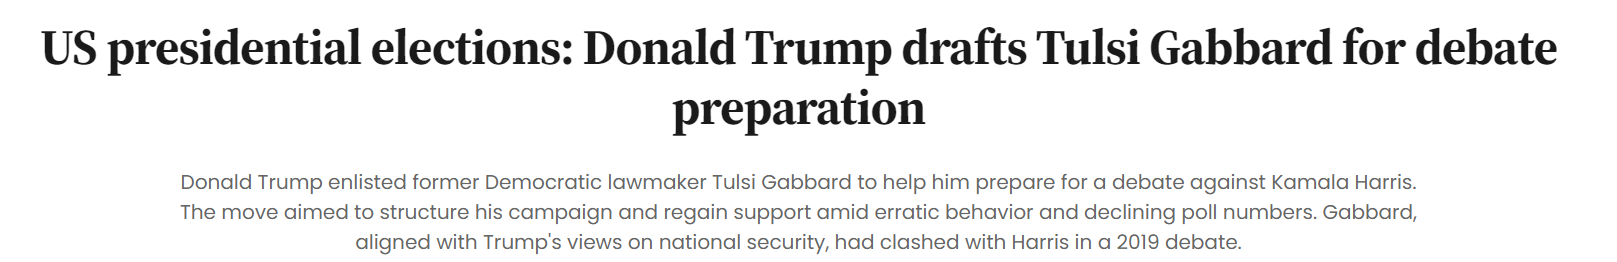 US presidential elections: Donald Trump drafts Tulsi Gabbard for debate
preparation
Donald Trump enlisted former Democratic lawmaker Tulsi Gabbard to help him prepare for a debate against Kamala Harris.
The move aimed to structure his campaign and regain support amid erratic behavior and declining poll numbers. Gabbard,
aligned with Trump's views on national security, had clashed with Harris in a 2019 debate.